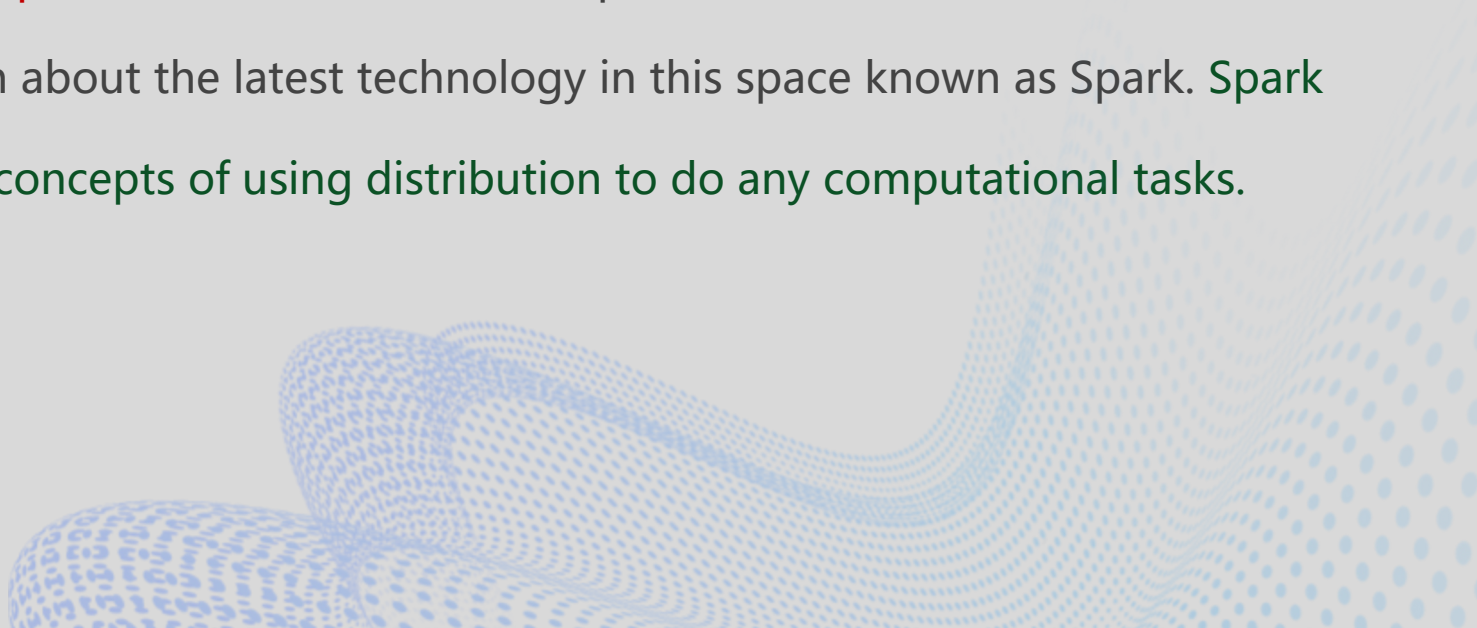 about the latest technology in this space known as Spark. Spark
concepts of using distribution to do any computational tasks.